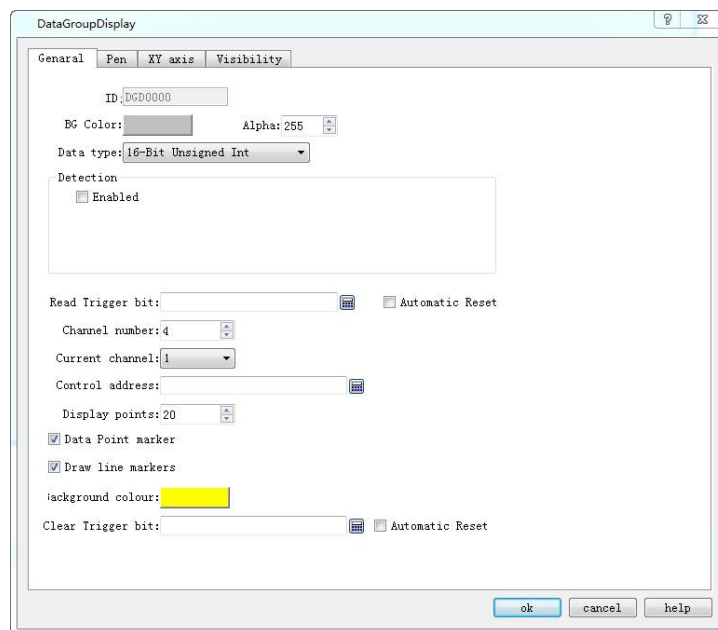 DataGroupDisplay
Genaral Pen XY axis Visibility
ID: DGD0000
BG Color: Alpha: 255
Data type: 16-Bit Unsigned Int
Detection
Enabled
Read Trigger bit: Automatic Reset
Channel number: 4
Current channel: 1
Control address:
Display points: 20
Data Point marker
Draw line markers
ackground colour:
Clear Trigger bit: Automatic Reset
ok cancel help